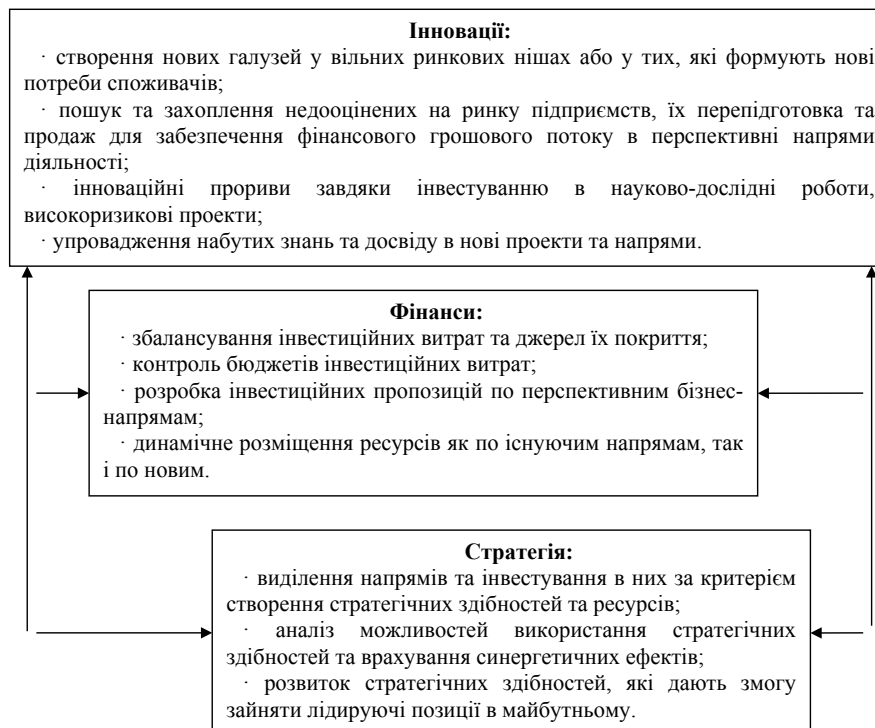 Інновації:
· створення нових галузей у вільних ринкових нішах або у тих, які формують нові
потреби споживачів;
· пошук та захоплення недооцінених на ринку підприємств, їх перепідготовка та
продаж для забезпечення фінансового грошового потоку в перспективні напрями
діяльності;
· інноваційні прориви завдяки інвестуванню в науково-дослідні роботи,
високоризикові проекти;
· упровадження набутих знань та досвіду в нові проекти та напрями.
Фінанси:
· збалансування інвестиційних витрат та джерел їх покриття;
· контроль бюджетів інвестиційних витрат;
· розробка інвестиційних пропозицій по перспективним бізнес-
напрямам;
· динамічне розміщення ресурсів як по існуючим напрямам, так
і по новим.
Стратегія:
· виділення напрямів та інвестування в них за критерієм
створення стратегічних здібностей та ресурсів;
· аналіз можливостей використання стратегічних
здібностей та врахування синергетичних ефектів;
· розвиток стратегічних здібностей, які дають змогу
зайняти лідируючі позиції в майбутньому.